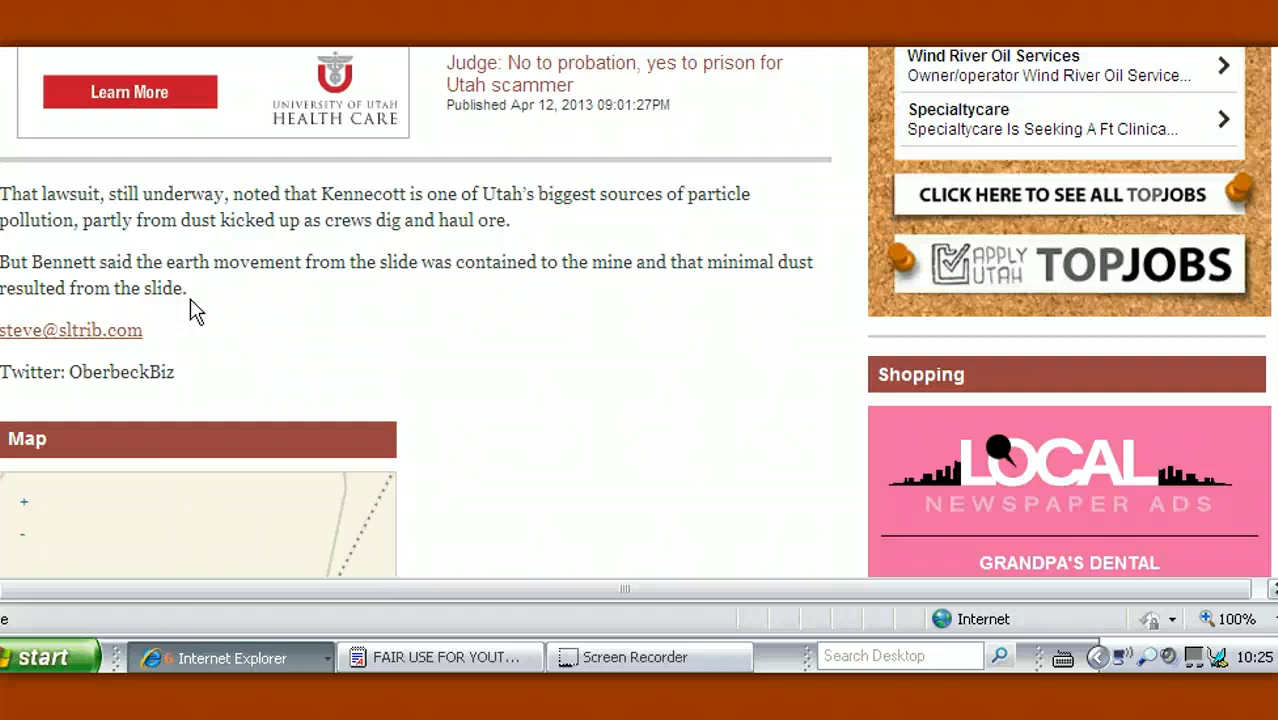 Learn More
UNIVERSITY OF UTAH
HEALTH CARE
Judge: No to probation, yes to prison for
Utah scammer
Published Apr 12, 2013 09:01:27PM
Wind River Oil Services
Owner/operator Wind River Oil Service...
Specialtycare
Specialtycare Is Seeking A Ft Clinica...
CLICK HERE TO SEE ALL TOPJOBS
APPLY
UTAH
TOPJOBS
That lawsuit, still underway, noted that Kennecott is one of Utah's biggest sources of particle
pollution, partly from dust kicked up as crews dig and haul ore.
But Bennett said the earth movement from the slide was contained to the mine and that minimal dust
resulted from the slide.
steve@sltrib.com
Twitter: OberbeckBiz
Map
+
-
Shopping
LOCAL
NEWSPAPER ADS
GRANDPA'S DENTAL
e
Internet
100%
start
6 Internet Explorer
FAIR USE FOR YOUT...
Screen Recorder
Search Desktop
10:25